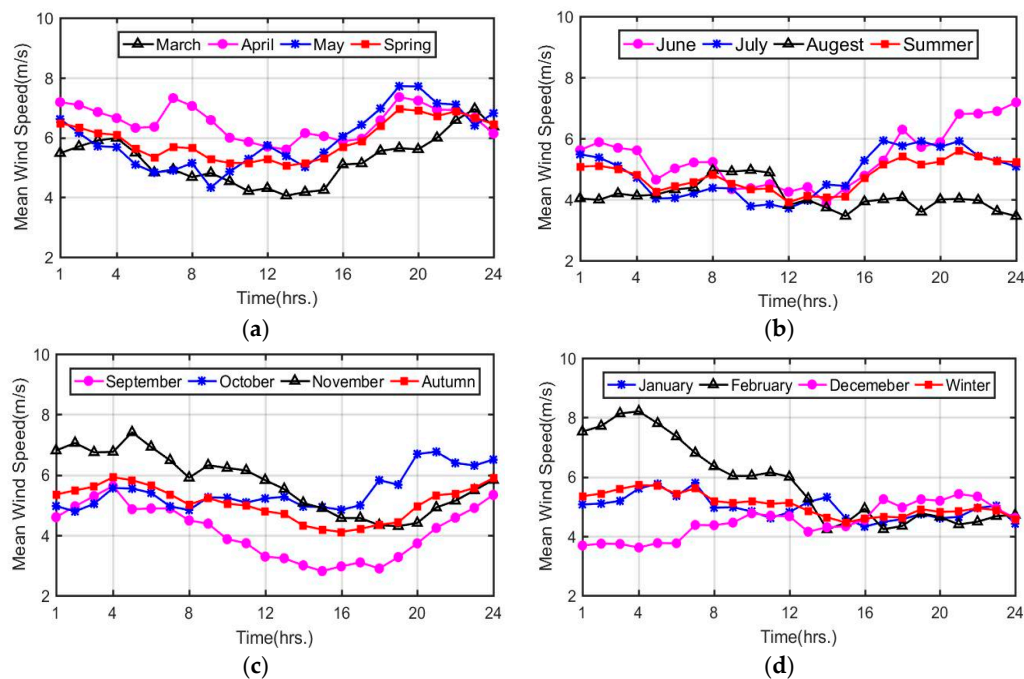 10
8
6
4
2
Mean Wind Speed(m/s)
March April May Spring
1 4 8 12 16 20 24
Time(hrs.)
(a)
10
8
6
4
2
Mean Wind Speed(m/s)
June July Augest Summer
1 4 8 12 16 20 24
Time(hrs.)
(b)
10
8
6
4
2
Mean Wind Speed(m/s)
September October November Autumn
1 4 8 12 16 20 24
Time(hrs.)
(c)
10
8
6
4
2
Mean Wind Speed(m/s)
January February Decemeber Winter
1 4 8 12 16 20 24
Time(hrs.)
(d)